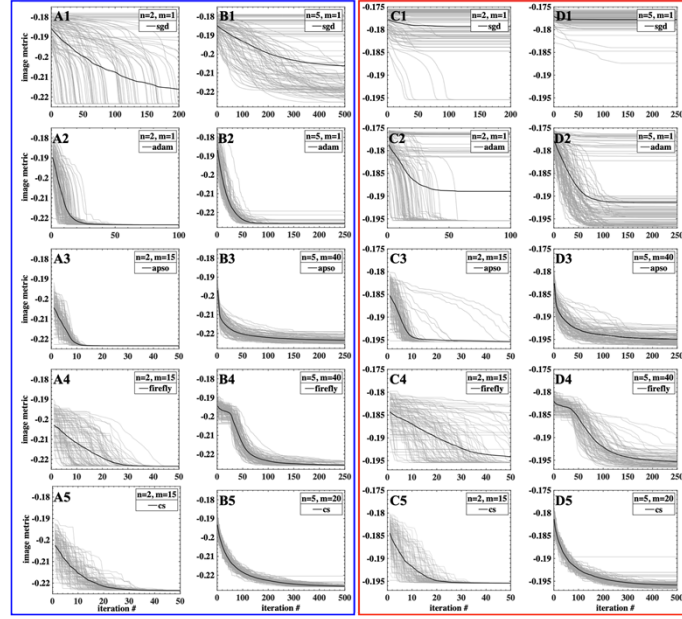 A1
n=2, m=1
sgd
B1
n=5, m=1
sgd
C1
n=2, m=1
sgd
D1
n=5, m=1
sgd
image metric
-0.18
-0.19
-0.2
-0.21
-0.22
0 50 100 150 200
-0.19
-0.2
-0.21
-0.22
0 100 200 300 400 500
-0.175
-0.18
-0.185
-0.19
-0.195
0 50 100 150 200
-0.18
-0.185
-0.19
-0.195
0 100 200 300 400 500
A2
n=2, m=1
adam
B2
n=5, m=1
adam
C2
n=2, m=1
adam
D2
n=5, m=1
adam
image metric
-0.18
-0.19
-0.2
-0.21
-0.22
50 100
-0.18
-0.19
-0.2
-0.21
-0.22
0 50 100 150 200 250
-0.175
-0.18
-0.185
-0.19
-0.195
0 50 100
-0.175
-0.18
-0.185
-0.19
-0.195
0 50 100 150 200 250
A3
n=2, m=15
apso
B3
n=5, m=40
apso
C3
n=2, m=15
apso
D3
n=5, m=40
apso
image metric
-0.18
-0.19
-0.2
-0.21
-0.22
0 10 20 30 40 50
-0.18
-0.19
-0.2
-0.21
-0.22
0 50 100 150 200 250
-0.175
-0.18
-0.185
-0.19
-0.195
0 10 20 30 40 50
-0.175
-0.18
-0.185
-0.19
-0.195
0 50 100 150 200 250
A4
n=2, m=15
firefly
B4
n=5, m=40
firefly
C4
n=2, m=15
firefly
D4
n=5, m=40
firefly
image metric
-0.18
-0.19
-0.2
-0.21
-0.22
0 10 20 30 40 50
-0.18
-0.19
-0.2
-0.21
-0.22
0 50 100 150 200 250
-0.175
-0.18
-0.185
-0.19
-0.195
0 10 20 30 40 50
-0.175
-0.18
-0.185
-0.19
-0.195
0 50 100 150 200 250
A5
n=2, m=15
cs
B5
n=5, m=20
cs
C5
n=2, m=15
cs
D5
n=5, m=20
cs
image metric
-0.18
-0.19
-0.2
-0.21
-0.22
0 10 20 30 40 50
iteration #
-0.18
-0.19
-0.2
-0.21
-0.22
0 100 200 300 400 500
iteration #
-0.175
-0.18
-0.185
-0.19
-0.195
0 10 20 30 40 50
iteration #
-0.175
-0.18
-0.185
-0.19
-0.195
0 100 200 300 400 500
iteration #